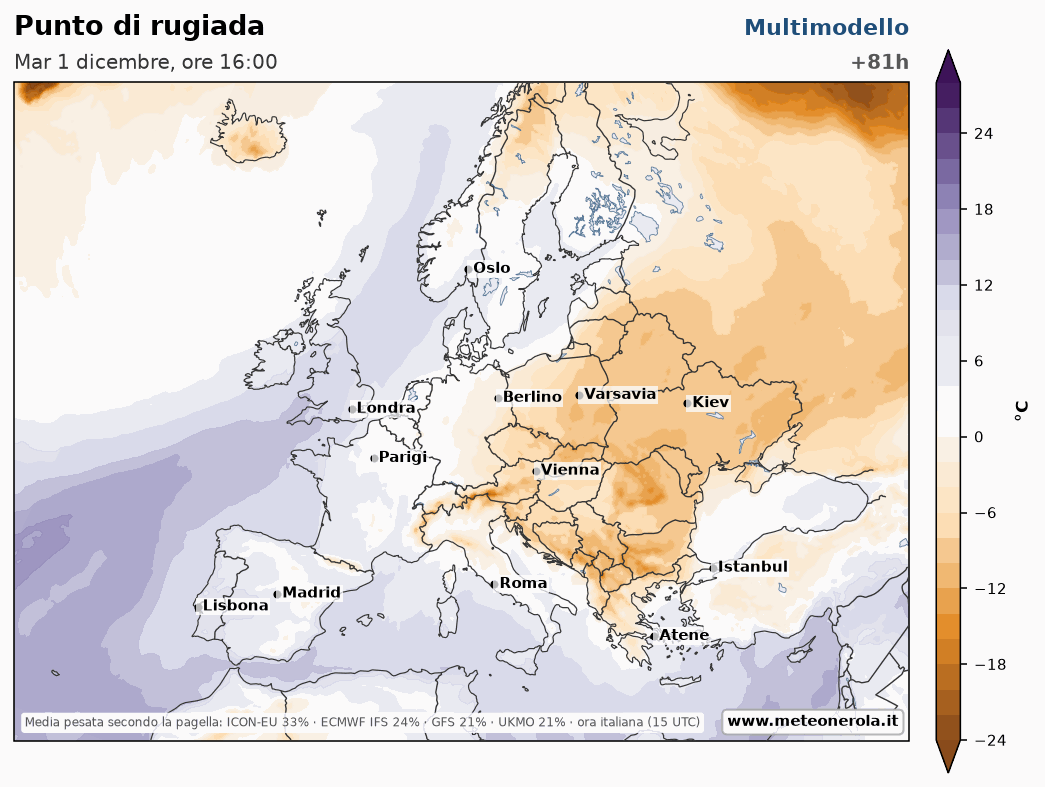 Punto di rugiada
Multimodello
Mar 1 dicembre, ore 16:00
+81h
24
18
12
6
0
−6
−12
−18
−24
°C
Oslo
Berlino
Varsavia
Kiev
Londra
Parigi
Vienna
Istanbul
Roma
Madrid
Lisbona
Atene
Media pesata secondo la pagella: ICON-EU 33% · ECMWF IFS 24% · GFS 21% · UKMO 21% · ora italiana (15 UTC)
www.meteonerola.it